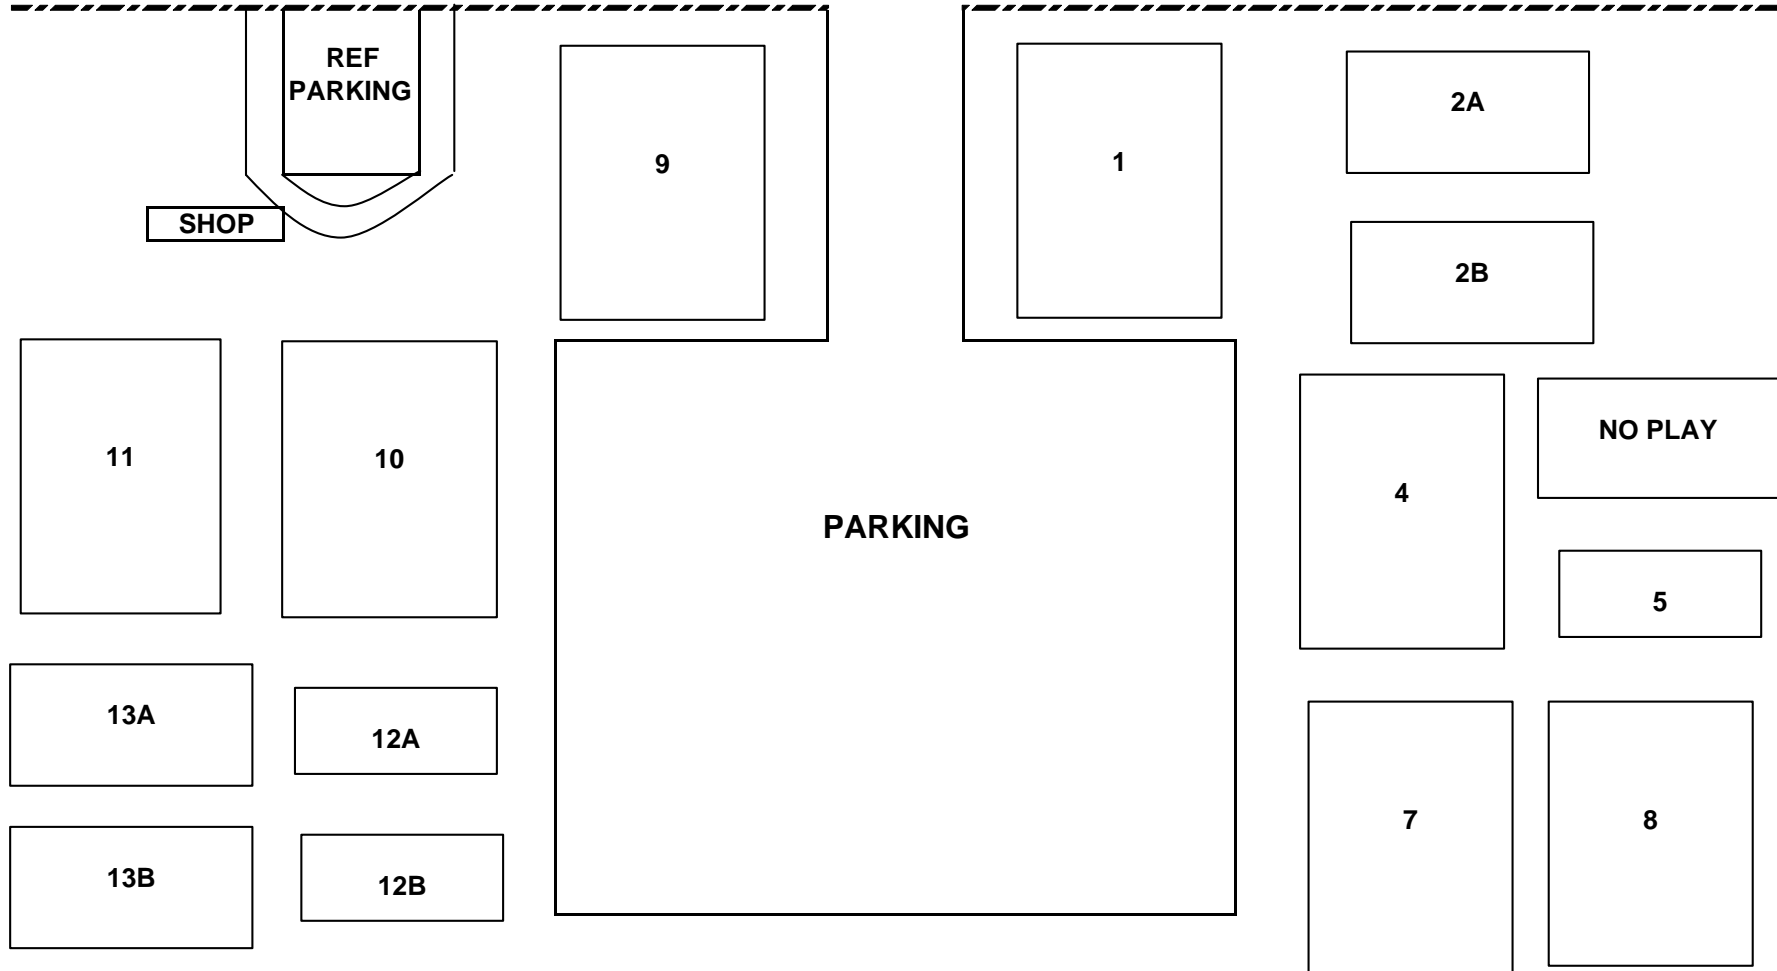 REF
PARKING
9
1
2A
SHOP
2B
11
10
NO PLAY
4
PARKING
5
13A
12A
7
8
13B
12B